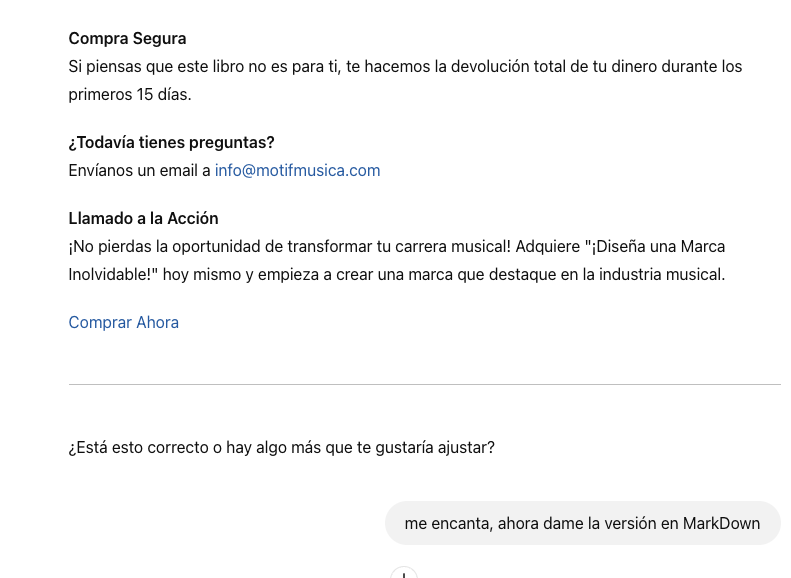 Compra Segura
Si piensas que este libro no es para ti, te hacemos la devolución total de tu dinero durante los
primeros 15 días.
¿Todavía tienes preguntas?
Envíanos un email a info@motifmusica.com
Llamado a la Acción
¡No pierdas la oportunidad de transformar tu carrera musical! Adquiere "¡Diseña una Marca
Inolvidable!" hoy mismo y empieza a crear una marca que destaque en la industria musical.
Comprar Ahora
¿Está esto correcto o hay algo más que te gustaría ajustar?
me encanta, ahora dame la versión en MarkDown